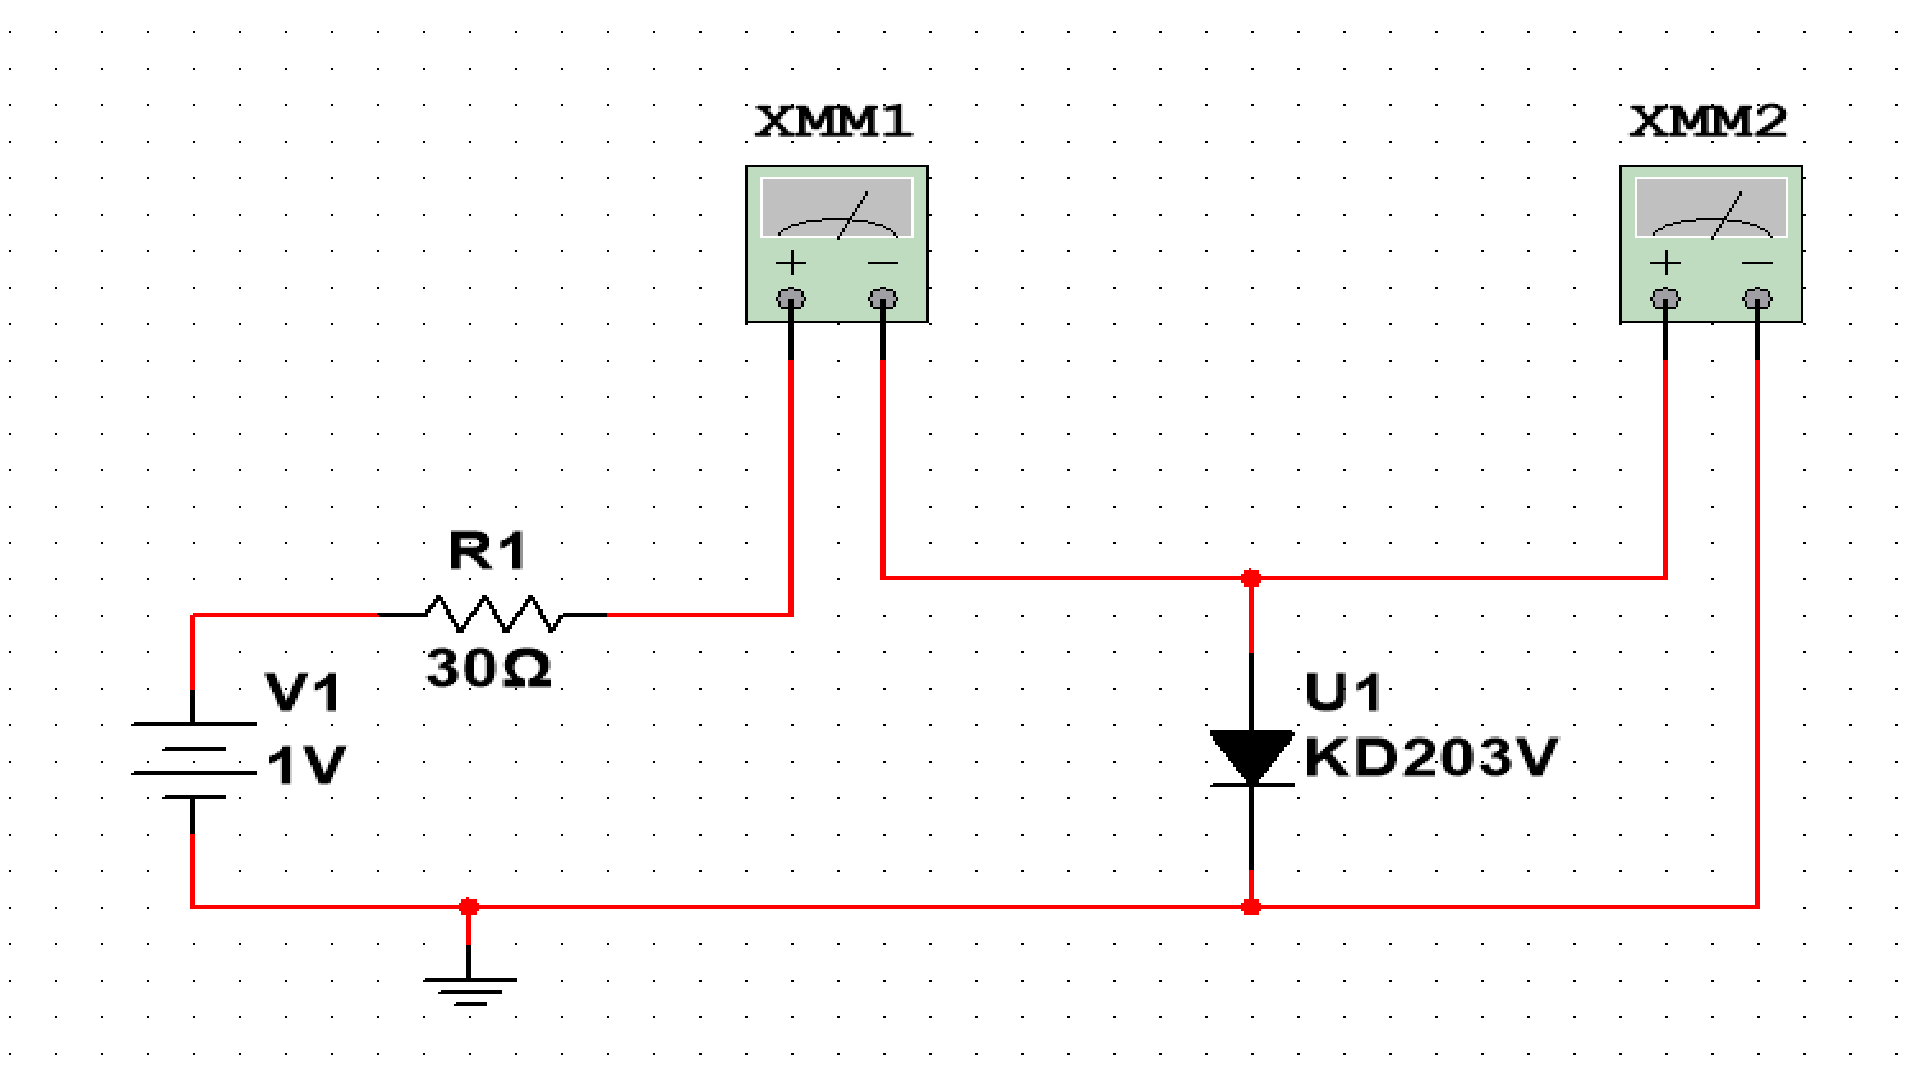 XMM1
XMM2
+ −
+ −
R1
30Ω
V1
1V
U1
KD203V